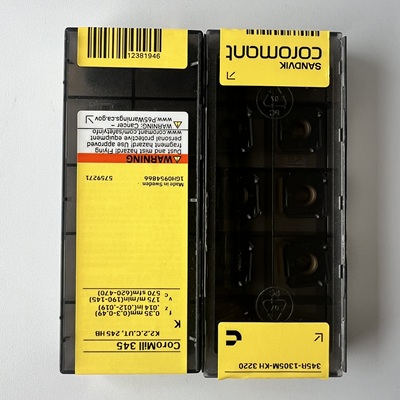 12381946
CoroMill 345
K2.2.C.UT, 245 HB
K
f 0.35 mm(0.3-0.49)
z .014 in(.012-.019)
v 175 m/min(190-145)
c 570 sfm(620-470)
5759271
1GH0954866
Made in Sweden
WARNING
Dust and mist hazard! Flying
fragment hazard. Use approved
personal protective equipment
www.coromant.com/safetyinfo
WARNING: Cancer -
www.P65Warnings.ca.gov
SANDVIK
coromant
345R-1305M-KH 3220